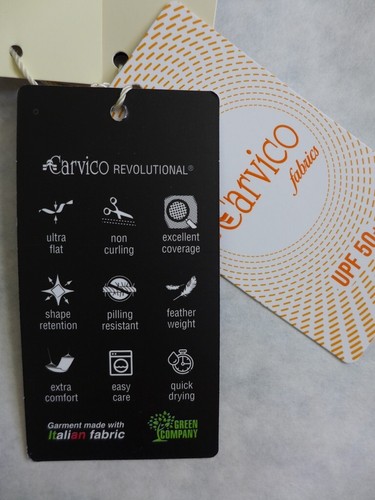 Carvico REVOLUTIONAL®
ultra
flat
non
curling
excellent
coverage
shape
retention
pilling
resistant
feather
weight
extra
comfort
easy
care
quick
drying
Garment made with
Italian fabric
GREEN
COMPANY
Carvico
fabrics
UPF 50+